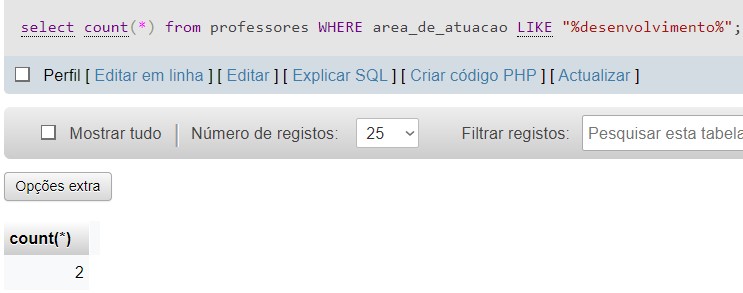 select count(*) from professores WHERE area_de_atuacao LIKE "%desenvolvimento%";
Perfil [ Editar em linha ] [ Editar ] [ Explicar SQL ] [ Criar código PHP ] [ Actualizar ]
Mostrar tudo | Número de registos: 25 Filtrar registos: Pesquisar esta tabela
Opções extra
count(*)
2